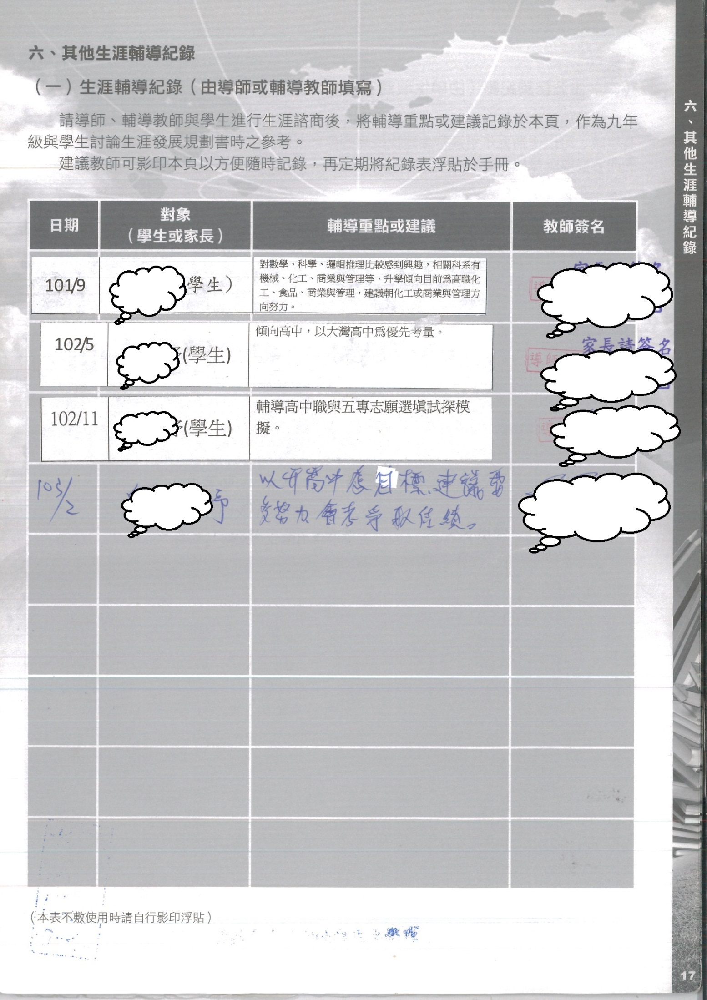 六、其他生涯輔導紀錄
（一）生涯輔導紀錄（由導師或輔導教師填寫）
請導師、輔導教師與學生進行生涯諮商後，將輔導重點或建議記錄於本頁，作為九年
級與學生討論生涯發展規劃書時之參考。
建議教師可影印本頁以方便隨時記錄，再定期將紀錄表浮貼於手冊。
日期
對象
（學生或家長）
輔導重點或建議
教師簽名
101/9
學生）
對數學、科學、邏輯推理比較感到興趣，相關科系有
機械、化工、商業與管理等，升學傾向目前為高職化
工、食品、商業與管理，建議朝化工或商業與管理方
向努力。
102/5
(學生)
傾向高中，以大灣高中為優先考量。
家長請簽名
導師
102/11
(學生)
輔導高中職與五專志願選填試探模
擬。
103/2
予
以 高中為目標、建議要
多努力會考爭取佳績。
（本表不敷使用時請自行影印浮貼）
六、其他生涯輔導紀錄
17